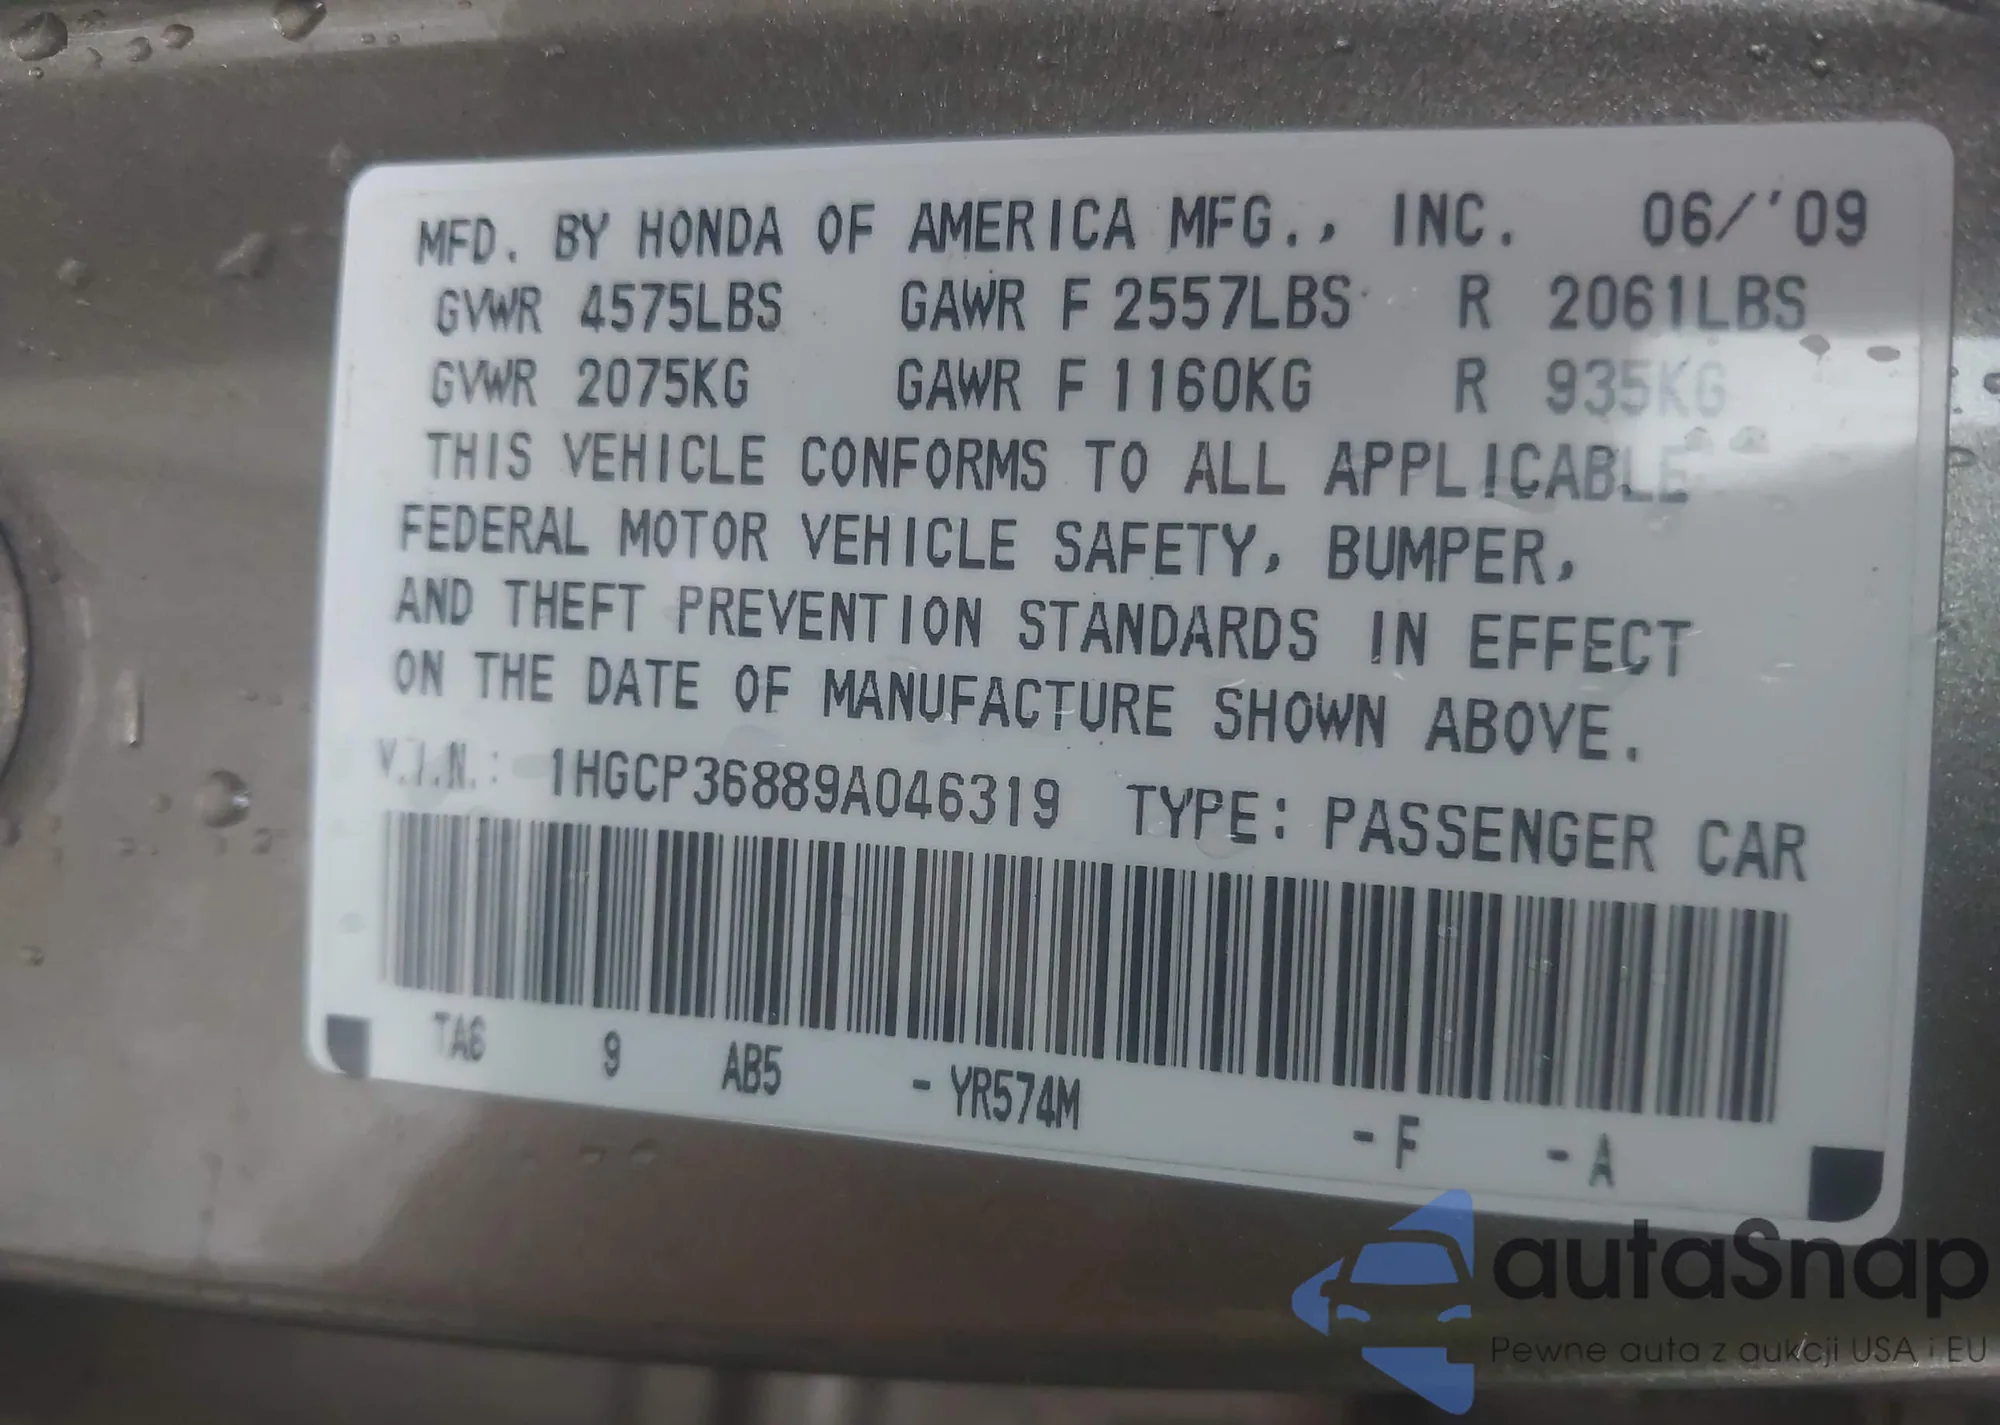 MFD. BY HONDA OF AMERICA MFG., INC. 06/'09
GVWR 4575LBS GAWR F 2557LBS R 2061LBS
GVWR 2075KG GAWR F 1160KG R 935KG
THIS VEHICLE CONFORMS TO ALL APPLICABLE
FEDERAL MOTOR VEHICLE SAFETY, BUMPER,
AND THEFT PREVENTION STANDARDS IN EFFECT
ON THE DATE OF MANUFACTURE SHOWN ABOVE.
V.I.N.: 1HGCP36889A046319 TYPE: PASSENGER CAR
TA6 9 AB5 - YR574M - F - A
autaSnap
Pewne auta z aukcji USA i EU